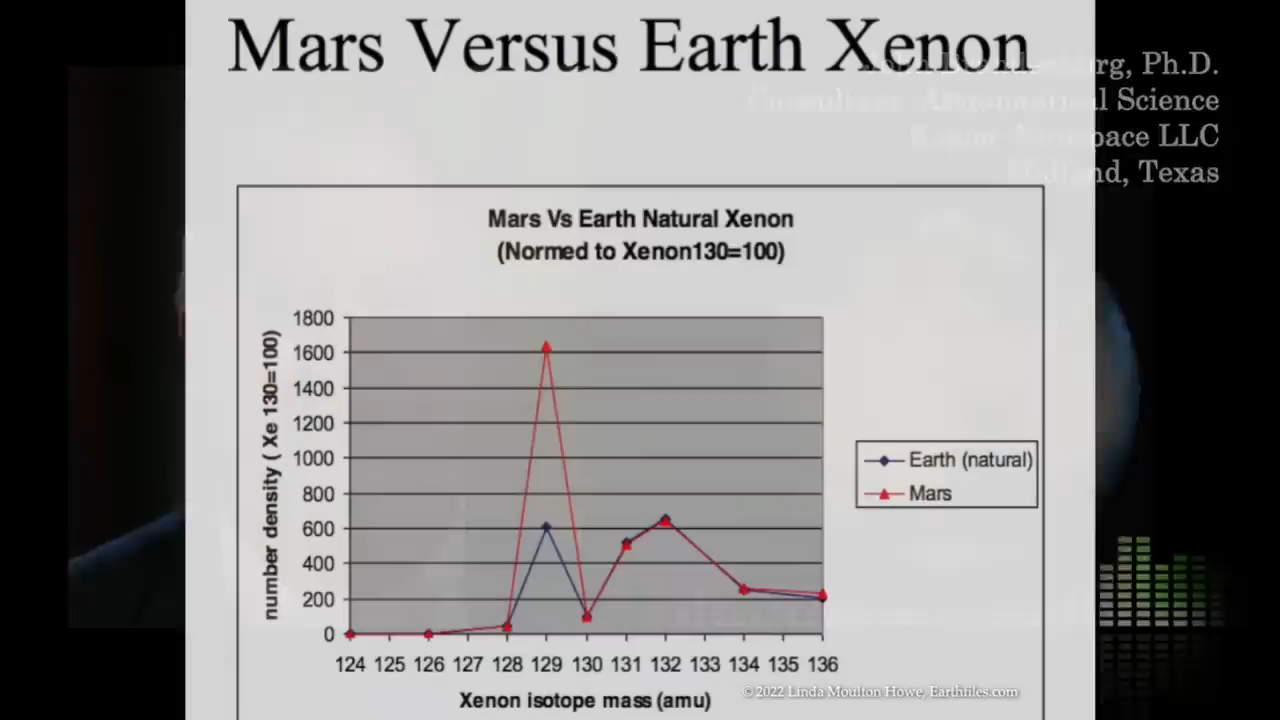 Mars Versus Earth Xenon
rg, Ph.D.
Science
pace LLC
nd, Texas
Mars Vs Earth Natural Xenon
(Normed to Xenon130=100)
number density ( Xe 130=100)
1800
1600
1400
1200
1000
800
600
400
200
0
124 125 126 127 128 129 130 131 132 133 134 135 136
Xenon isotope mass (amu)
Earth (natural)
Mars
©2022 Linda Moulton Howe, Earthfiles.com